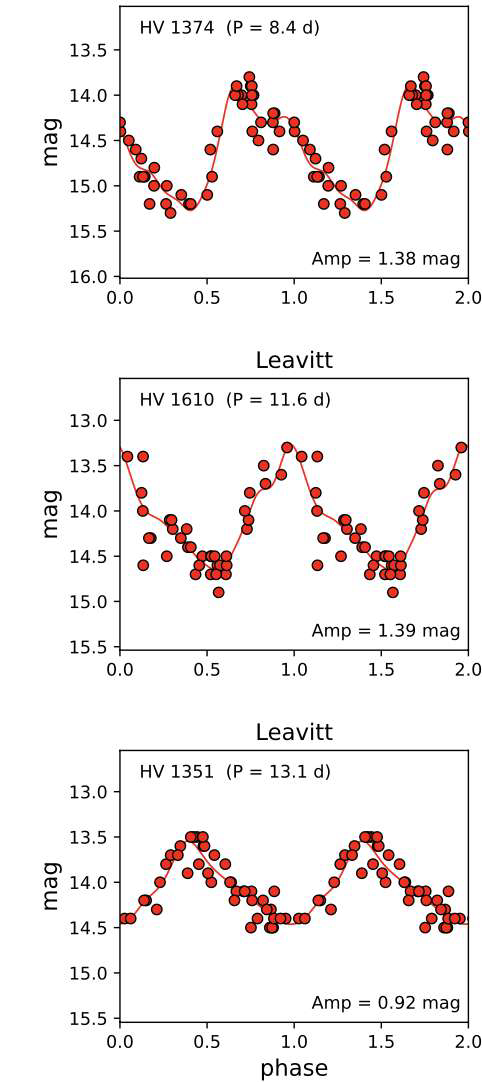 HV 1374  (P = 8.4 d)
13.5
14.0
14.5
15.0
15.5
16.0
mag
Amp = 1.38 mag
0.0 0.5 1.0 1.5 2.0
Leavitt
HV 1610  (P = 11.6 d)
13.0
13.5
14.0
14.5
15.0
15.5
mag
Amp = 1.39 mag
0.0 0.5 1.0 1.5 2.0
Leavitt
HV 1351  (P = 13.1 d)
13.0
13.5
14.0
14.5
15.0
15.5
mag
Amp = 0.92 mag
0.0 0.5 1.0 1.5 2.0
phase